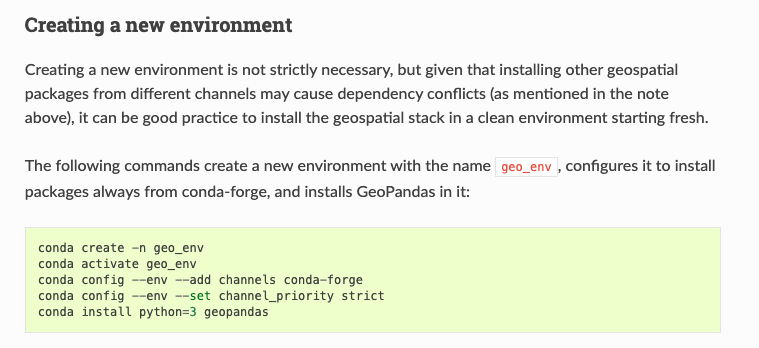 Creating a new environment
Creating a new environment is not strictly necessary, but given that installing other geospatial
packages from different channels may cause dependency conflicts (as mentioned in the note
above), it can be good practice to install the geospatial stack in a clean environment starting fresh.
The following commands create a new environment with the name geo_env, configures it to install
packages always from conda-forge, and installs GeoPandas in it:
conda create -n geo_env
conda activate geo_env
conda config --env --add channels conda-forge
conda config --env --set channel_priority strict
conda install python=3 geopandas